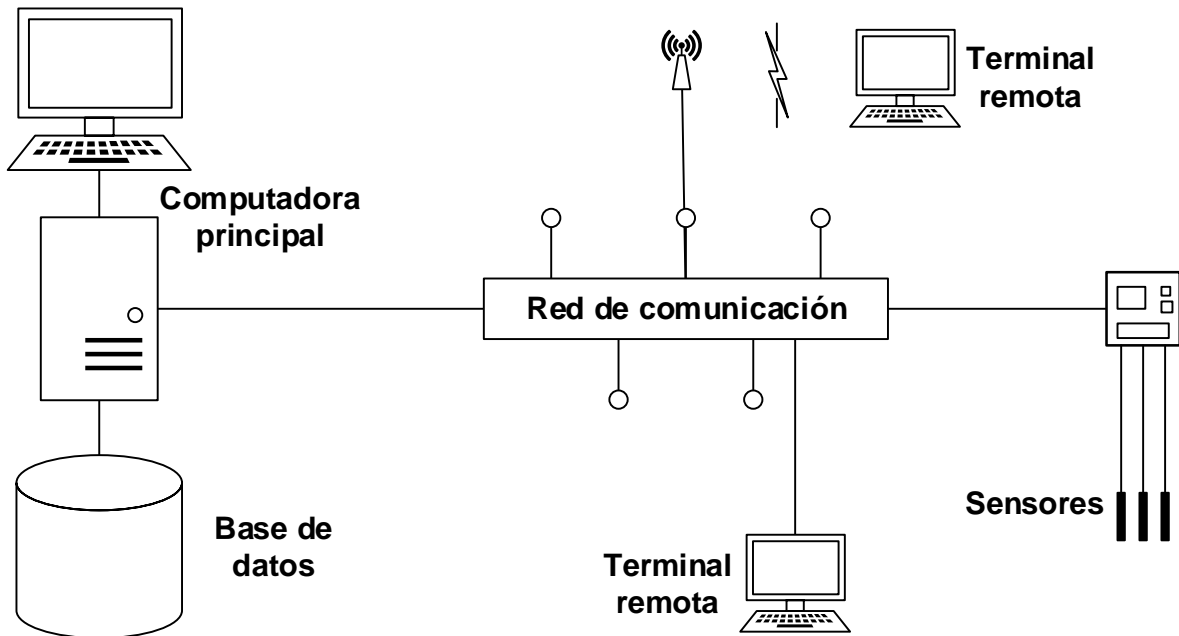 Terminal
remota
Computadora
principal
Red de comunicación
Sensores
Base de
datos
Terminal
remota